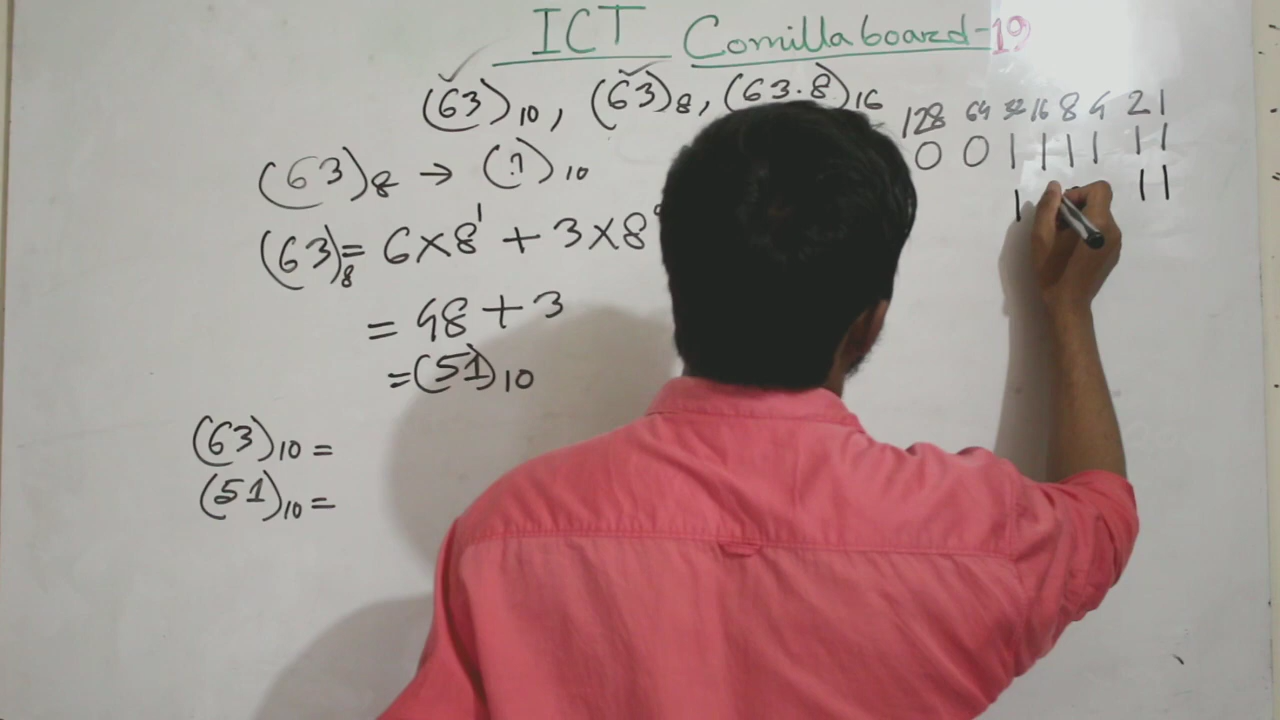 ICT Comilla board-19
(63)10, (63)8, (63.8)16
128 64 32 16 8 4 2 1
0 0 1 1 1 1 1 1
1 1 1
(63)8 → (?)10
(63)8 = 6×8¹ + 3×8
= 48 + 3
= (51)10
(63)10 =
(51)10 =